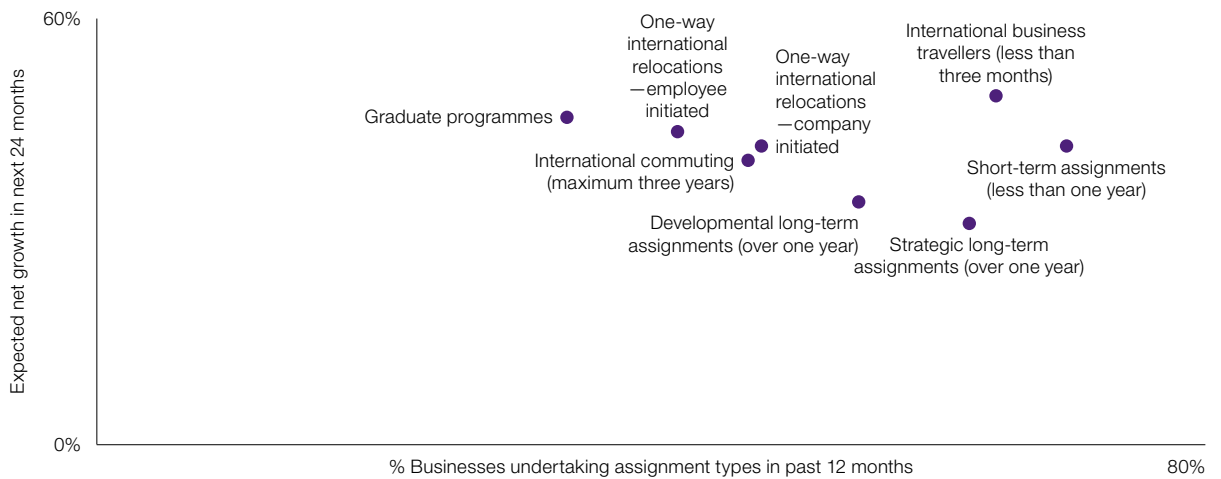 60%
Expected net growth in next 24 months
One-way
international
relocations
—employee
initiated
One-way
international
relocations
—company
initiated
International business
travellers (less than
three months)
Graduate programmes
International commuting
(maximum three years)
Short-term assignments
(less than one year)
Developmental long-term
assignments (over one year)
Strategic long-term
assignments (over one year)
0%
% Businesses undertaking assignment types in past 12 months
80%